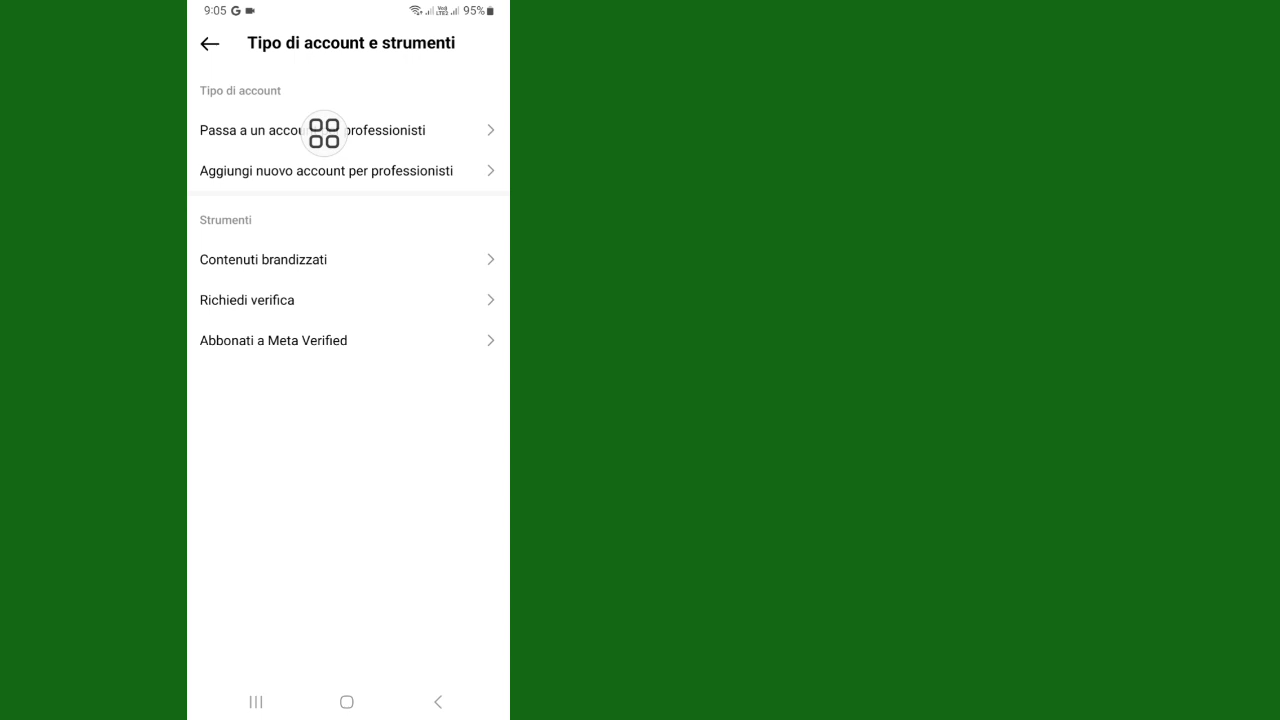 9:05 G 95%
Tipo di account e strumenti
Tipo di account
Passa a un accou professionisti
Aggiungi nuovo account per professionisti
Strumenti
Contenuti brandizzati
Richiedi verifica
Abbonati a Meta Verified